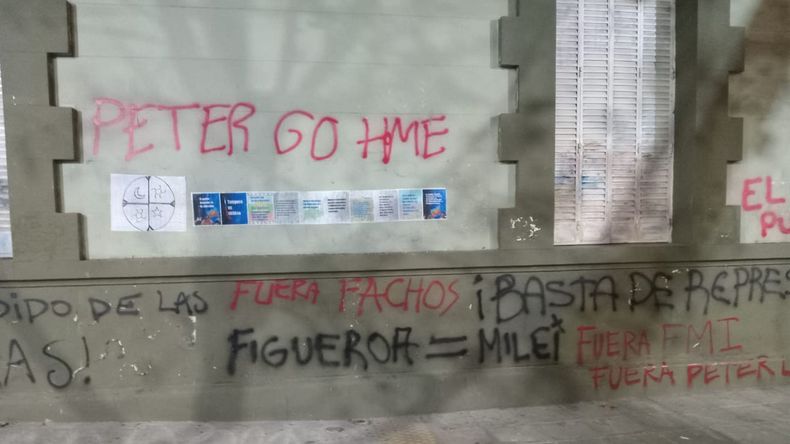 PETER GO HME
EL
PU
DIDO DE LAS
AS!
FUERA FACHOS
¡BASTA DE REPRES
FIGUEROA = MILEI
FUERA FMI
FUERA PETER L